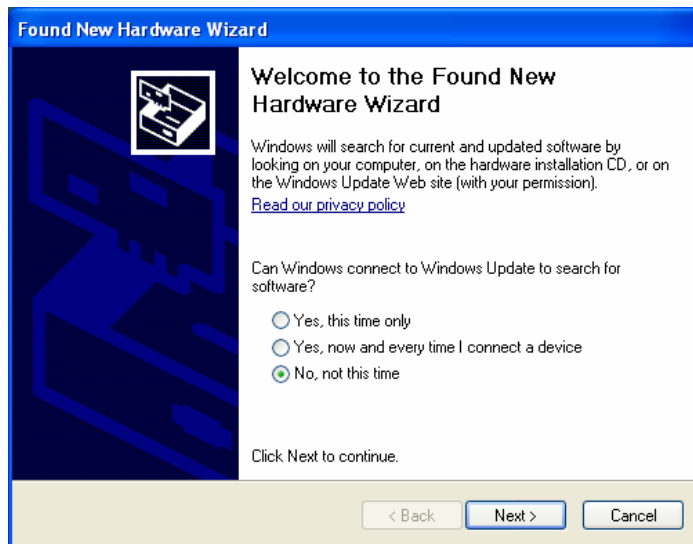 Found New Hardware Wizard
Welcome to the Found New
Hardware Wizard
Windows will search for current and updated software by
looking on your computer, on the hardware installation CD, or on
the Windows Update Web site (with your permission).
Read our privacy policy
Can Windows connect to Windows Update to search for
software?
Yes, this time only
Yes, now and every time I connect a device
No, not this time
Click Next to continue.
< Back Next > Cancel